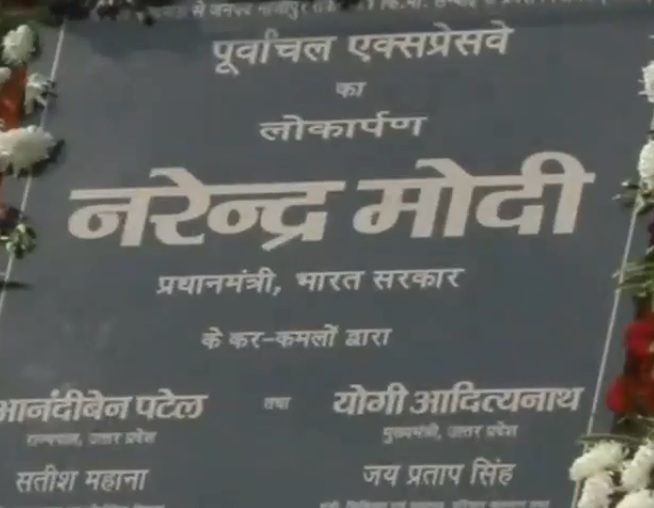 से जनपद गाजीपुर
पूर्वांचल एक्सप्रेसवे
का
लोकार्पण
नरेन्द्र मोदी
प्रधानमंत्री, भारत सरकार
के कर-कमलों द्वारा
आनंदीबेन पटेल तथा योगी आदित्यनाथ
राज्यपाल, उत्तर प्रदेश मुख्यमंत्री, उत्तर प्रदेश
सतीश महाना जय प्रताप सिंह